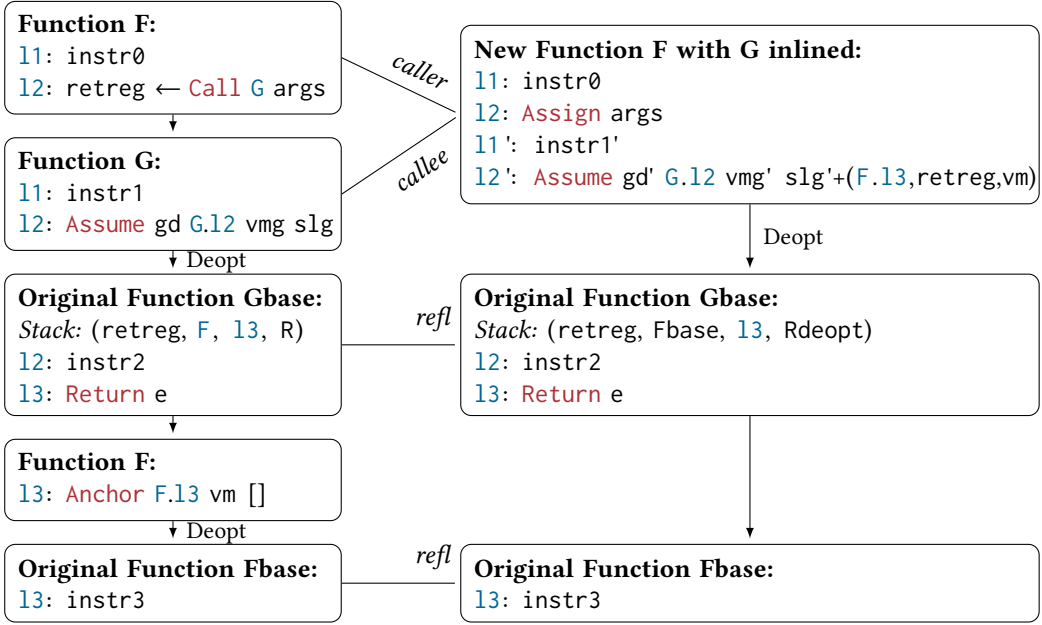 Function F:
l1: instr0
l2: retreg ← Call G args
Function G:
l1: instr1
l2: Assume gd G.l2 vmg slg
Deopt
Original Function Gbase:
Stack: (retreg, F, l3, R)
l2: instr2
l3: Return e
Function F:
l3: Anchor F.l3 vm []
Deopt
Original Function Fbase:
l3: instr3
caller
callee
refl
refl
New Function F with G inlined:
l1: instr0
l2: Assign args
l1': instr1'
l2': Assume gd' G.l2 vmg' slg'+(F.l3,retreg,vm)
Deopt
Original Function Gbase:
Stack: (retreg, Fbase, l3, Rdeopt)
l2: instr2
l3: Return e
Original Function Fbase:
l3: instr3